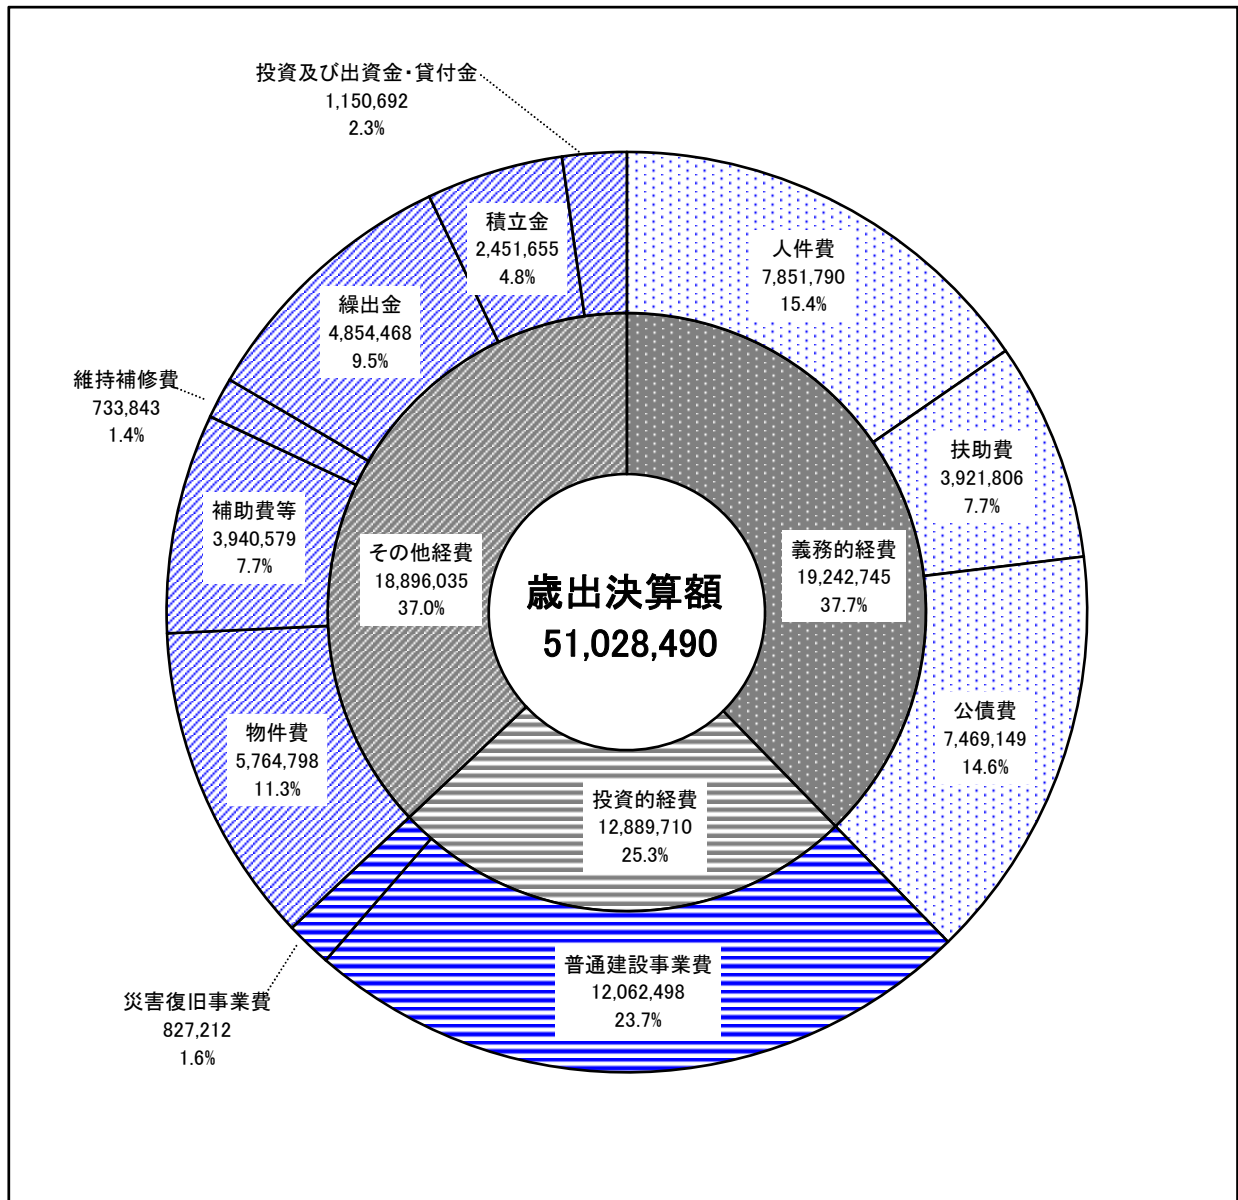 投資及び出資金・貸付金
1,150,692
2.3%
積立金
2,451,655
4.8%
人件費
7,851,790
15.4%
繰出金
4,854,468
9.5%
維持補修費
733,843
1.4%
扶助費
3,921,806
7.7%
補助費等
3,940,579
7.7%
その他経費
18,896,035
37.0%
歳出決算額
51,028,490
義務的経費
19,242,745
37.7%
公債費
7,469,149
14.6%
物件費
5,764,798
11.3%
投資的経費
12,889,710
25.3%
普通建設事業費
12,062,498
23.7%
災害復旧事業費
827,212
1.6%